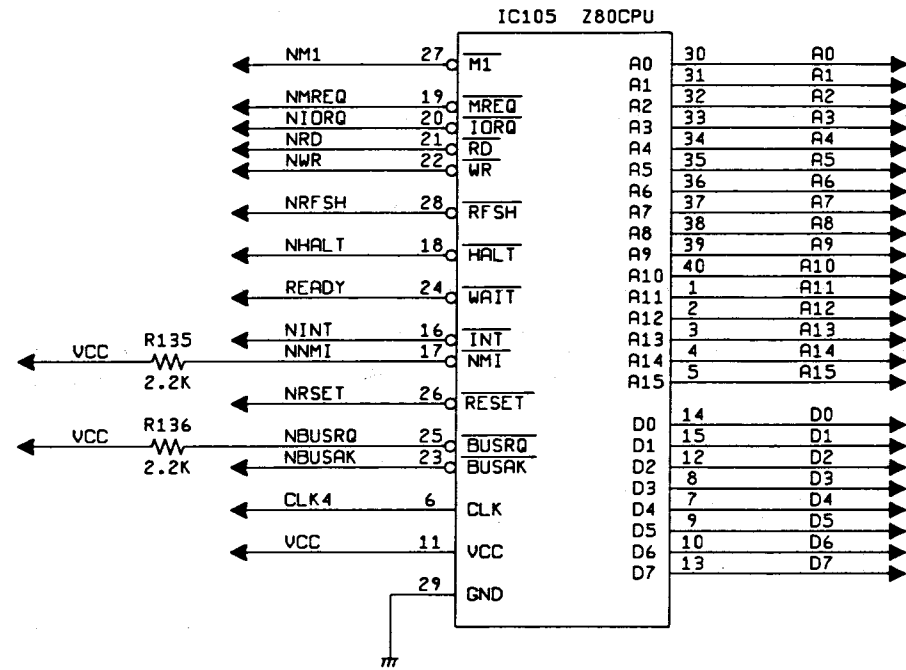 IC105 Z80CPU
NM1 27 M1 A0 30 A0
A1 31 A1
NMREQ 19 MREQ A2 32 A2
NIORQ 20 IORQ A3 33 A3
NRD 21 RD A4 34 A4
NWR 22 WR A5 35 A5
A6 36 A6
NRFSH 28 RFSH A7 37 A7
A8 38 A8
NHALT 18 HALT A9 39 A9
A10 40 A10
READY 24 WAIT A11 1 A11
A12 2 A12
NINT 16 INT A13 3 A13
VCC R135 2.2K NNMI 17 NMI A14 4 A14
A15 5 A15
NRSET 26 RESET
D0 14 D0
VCC R136 2.2K NBUSRQ 25 BUSRQ D1 15 D1
NBUSAK 23 BUSAK D2 12 D2
D3 8 D3
CLK4 6 CLK D4 7 D4
D5 9 D5
VCC 11 VCC D6 10 D6
D7 13 D7
29 GND